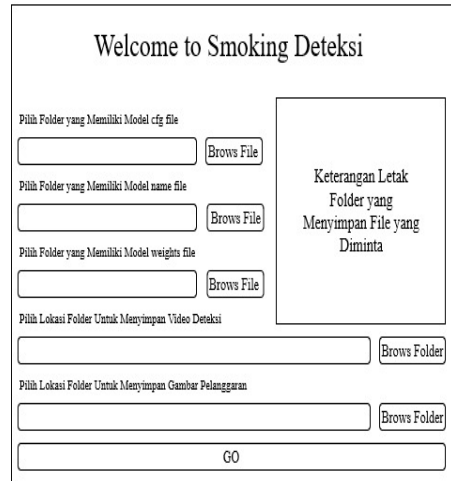 Welcome to Smoking Deteksi
Pilih Folder yang Memiliki Model cfg file
Brows File
Pilih Folder yang Memiliki Model name file
Brows File
Pilih Folder yang Memiliki Model weights file
Brows File
Keterangan Letak
Folder yang
Menyimpan File yang
Diminta
Pilih Lokasi Folder Untuk Menyimpan Video Deteksi
Brows Folder
Pilih Lokasi Folder Untuk Menyimpan Gambar Pelanggaran
Brows Folder
GO